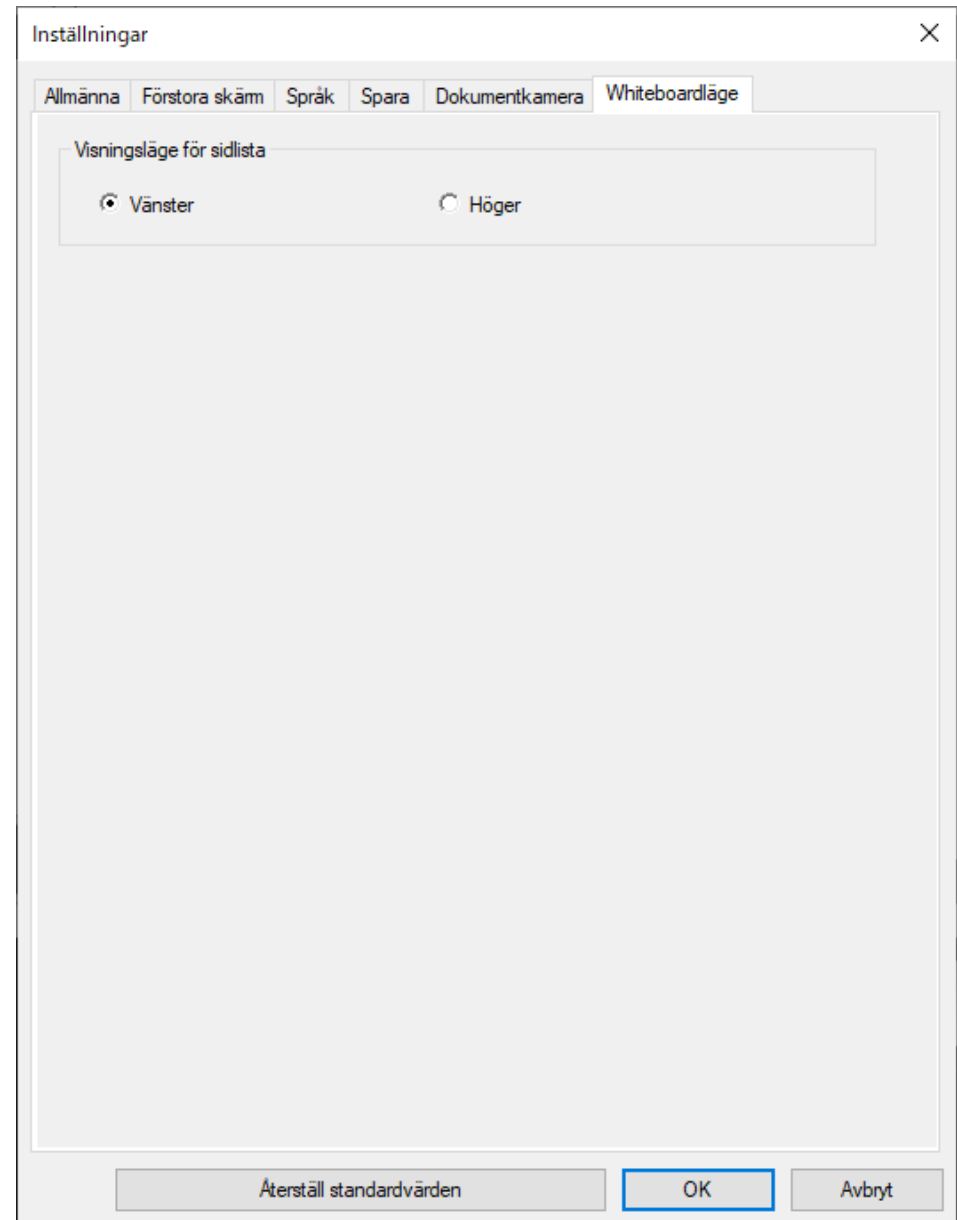 Inställningar
Allmänna Förstora skärm Språk Spara Dokumentkamera Whiteboardläge
Visningsläge för sidlista
Vänster Höger
Återställ standardvärden OK Avbryt